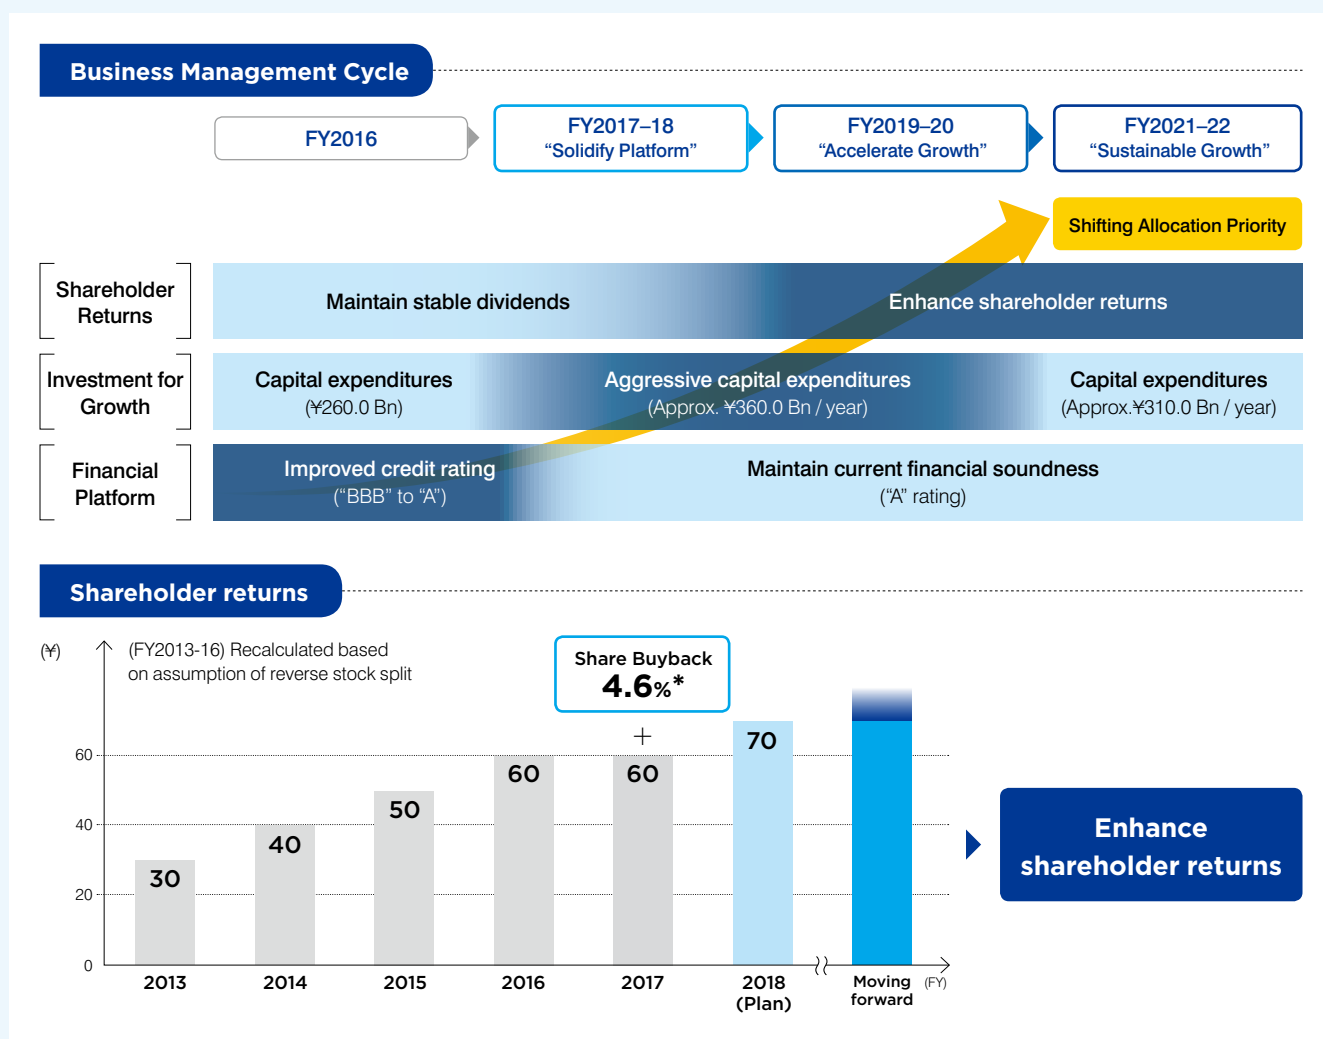 Business Management Cycle
FY2016
FY2017–18
“Solidify Platform”
FY2019–20
“Accelerate Growth”
FY2021–22
“Sustainable Growth”
Shifting Allocation Priority
Shareholder
Returns
Maintain stable dividends
Enhance shareholder returns
Investment for
Growth
Capital expenditures
(¥260.0 Bn)
Aggressive capital expenditures
(Approx. ¥360.0 Bn / year)
Capital expenditures
(Approx.¥310.0 Bn / year)
Financial
Platform
Improved credit rating
(“BBB” to “A”)
Maintain current financial soundness
(“A” rating)
Shareholder returns
(¥)
(FY2013-16) Recalculated based
on assumption of reverse stock split
Share Buyback
4.6%*
+
60
40
20
0
30
40
50
60
60
70
2013
2014
2015
2016
2017
2018
(Plan)
Moving
forward
(FY)
Enhance
shareholder returns